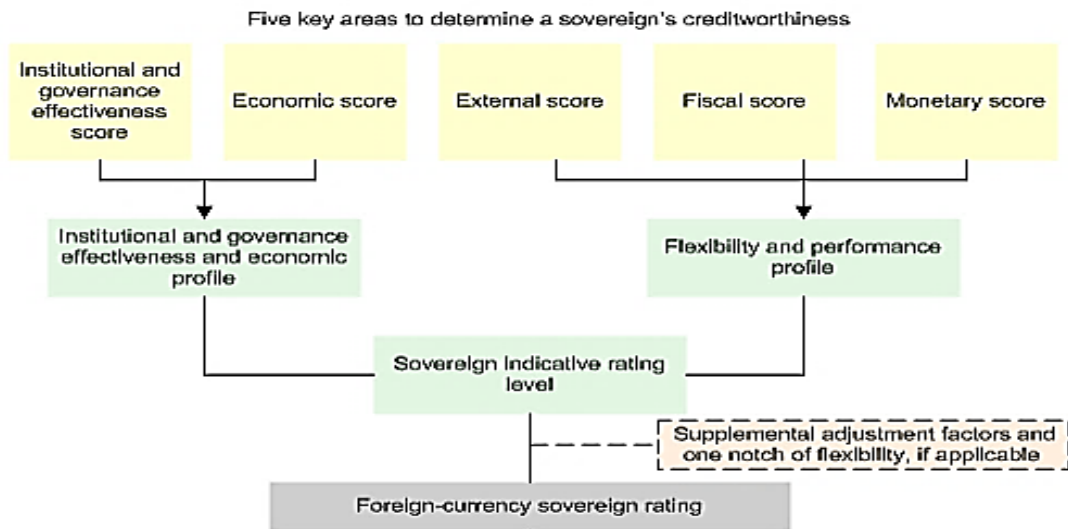 Five key areas to determine a sovereign's creditworthiness
Institutional and
governance
effectiveness
score
Economic score
External score
Fiscal score
Monetary score
Institutional and governance
effectiveness and economic
profile
Flexibility and performance
profile
Sovereign indicative rating
level
Supplemental adjustment factors and
one notch of flexibility, if applicable
Foreign-currency sovereign rating